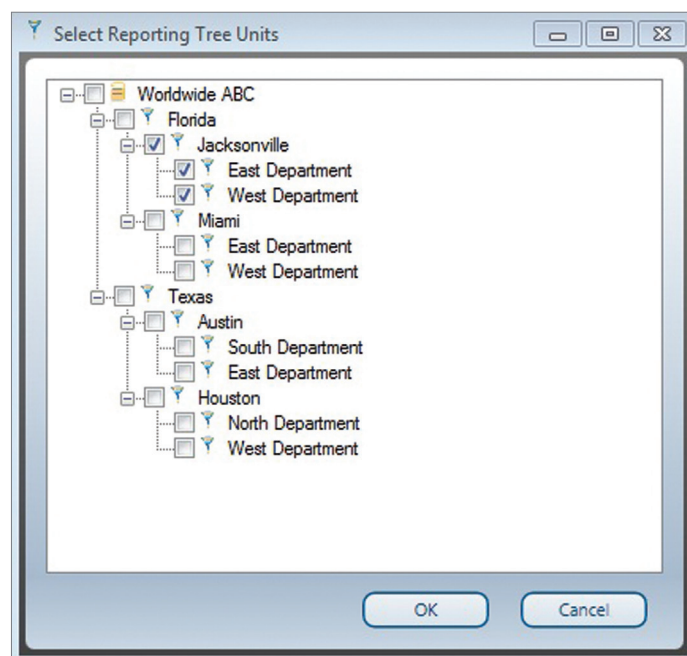 Select Reporting Tree Units
Worldwide ABC
Florida
Jacksonville
East Department
West Department
Miami
East Department
West Department
Texas
Austin
South Department
East Department
Houston
North Department
West Department
OK Cancel